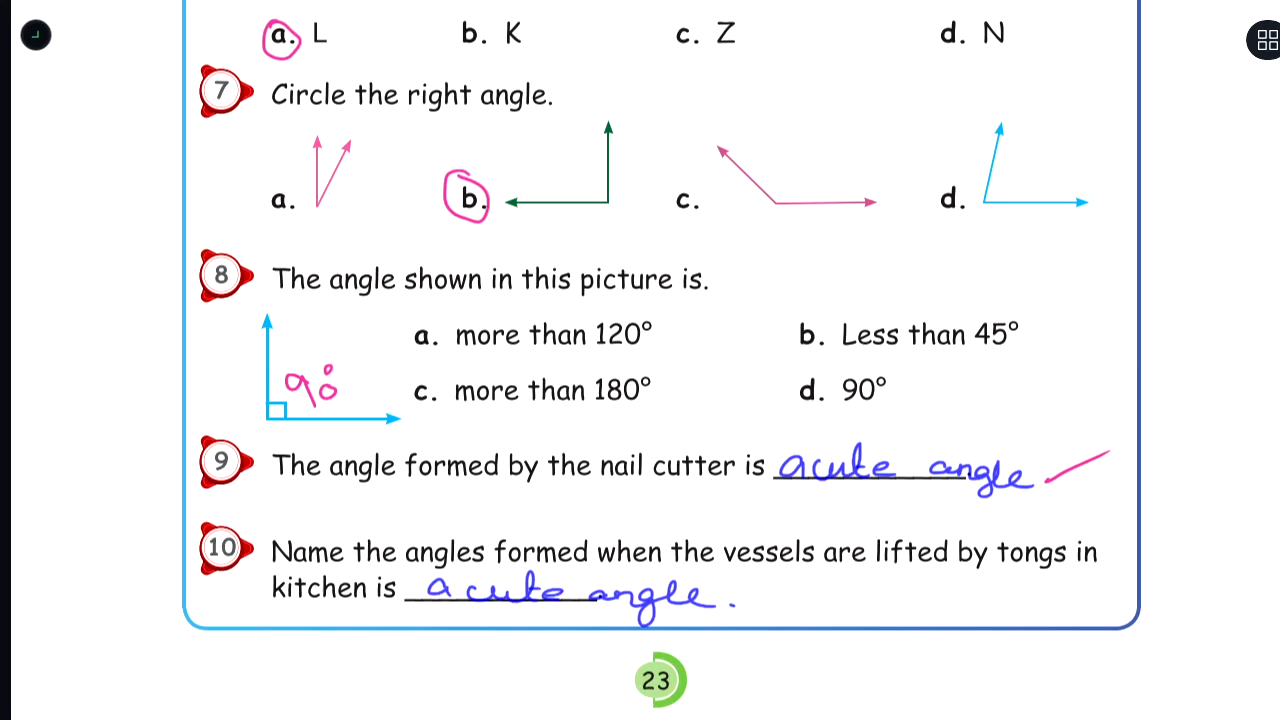 a. L b. K c. Z d. N
7 Circle the right angle.
a. b. c. d.
8 The angle shown in this picture is.
a. more than 120° b. Less than 45°
90°
c. more than 180° d. 90°
9 The angle formed by the nail cutter is acute angle
10 Name the angles formed when the vessels are lifted by tongs in
kitchen is acute angle.
23